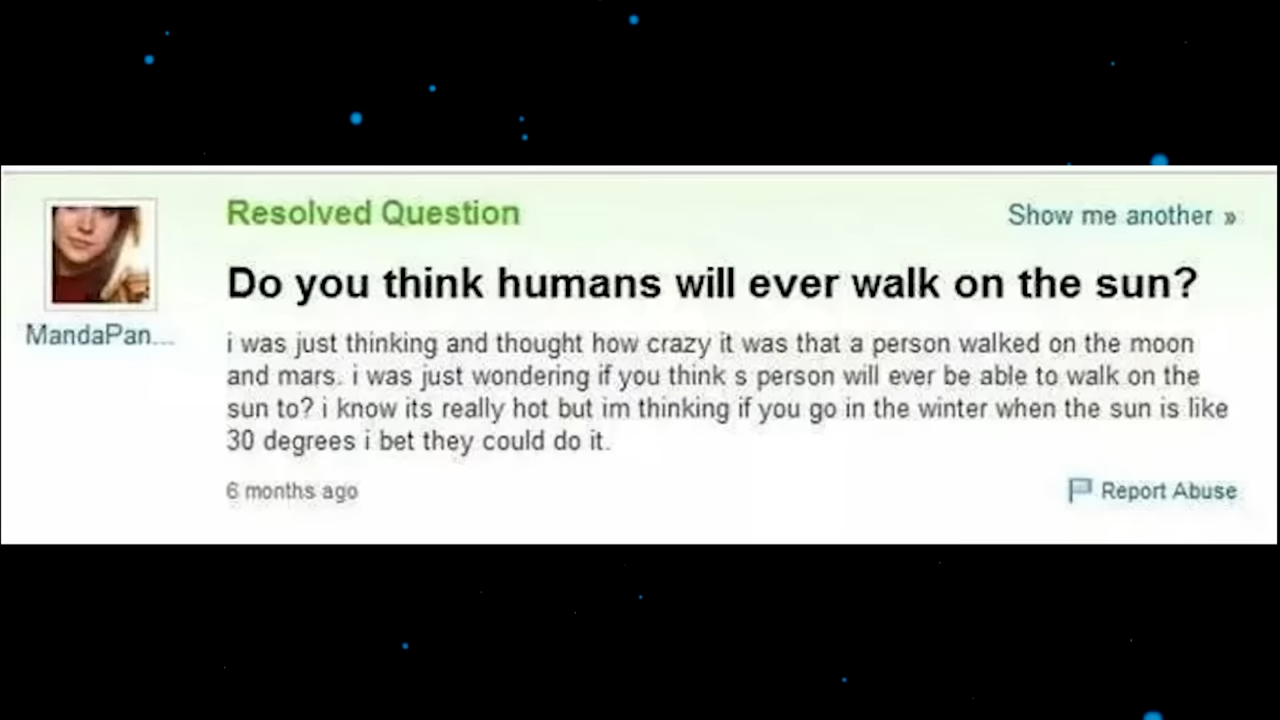 Resolved Question
Show me another »
Do you think humans will ever walk on the sun?
MandaPan...
i was just thinking and thought how crazy it was that a person walked on the moon
and mars. i was just wondering if you think s person will ever be able to walk on the
sun to? i know its really hot but im thinking if you go in the winter when the sun is like
30 degrees i bet they could do it.
6 months ago
Report Abuse